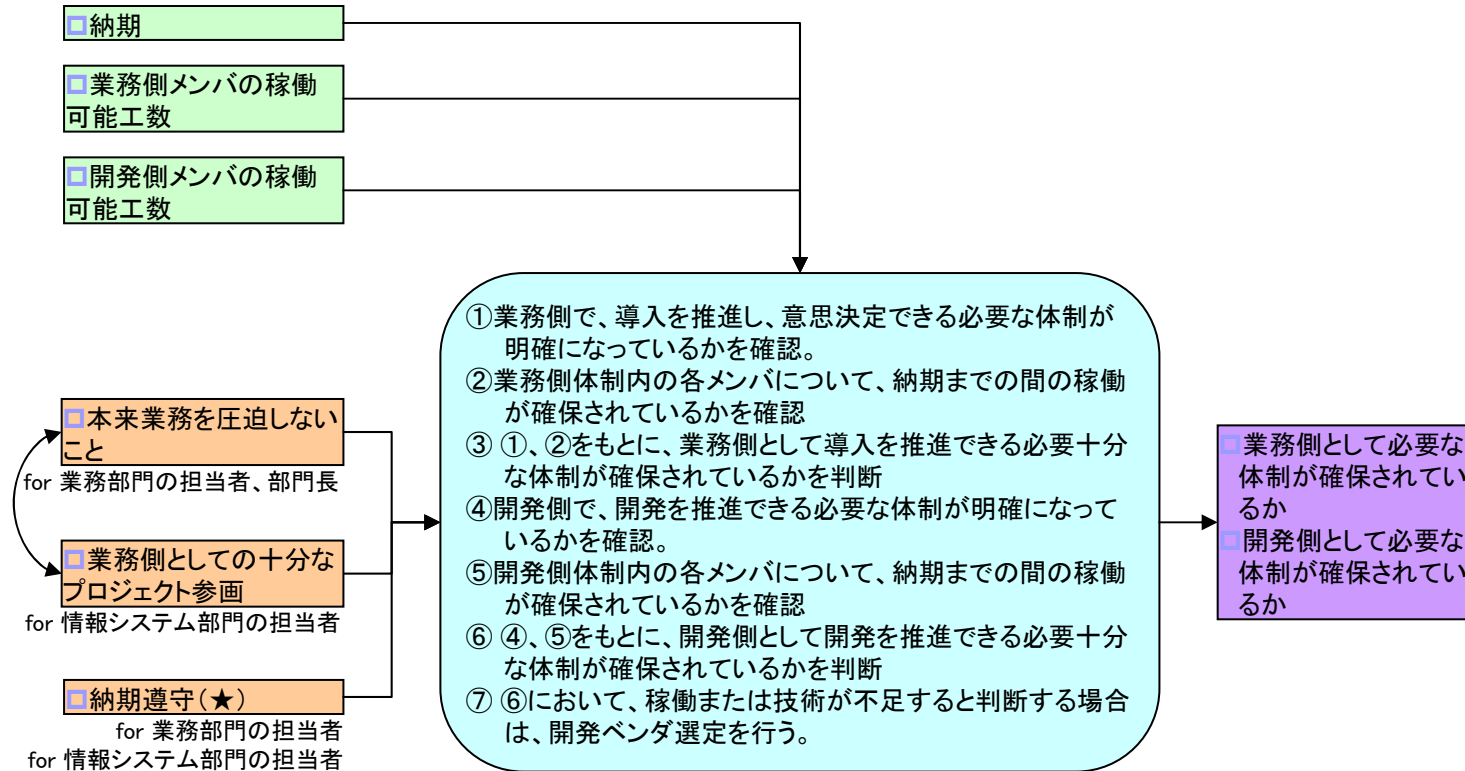 □納期
□業務側メンバの稼働
可能工数
□開発側メンバの稼働
可能工数
①業務側で、導入を推進し、意思決定できる必要な体制が
明確になっているかを確認。
②業務側体制内の各メンバについて、納期までの間の稼働
が確保されているかを確認
③ ①、②をもとに、業務側として導入を推進できる必要十分
な体制が確保されているかを判断
④開発側で、開発を推進できる必要な体制が明確になって
いるかを確認。
⑤開発側体制内の各メンバについて、納期までの間の稼働
が確保されているかを確認
⑥ ④、⑤をもとに、開発側として開発を推進できる必要十分
な体制が確保されているかを判断
⑦ ⑥において、稼働または技術が不足すると判断する場合
は、開発ベンダ選定を行う。
□本来業務を圧迫しない
こと
for 業務部門の担当者、部門長
□業務側としての十分な
プロジェクト参画
for 情報システム部門の担当者
□納期遵守(★)
for 業務部門の担当者
for 情報システム部門の担当者
□業務側として必要な
体制が確保されてい
るか
□開発側として必要な
体制が確保されてい
るか